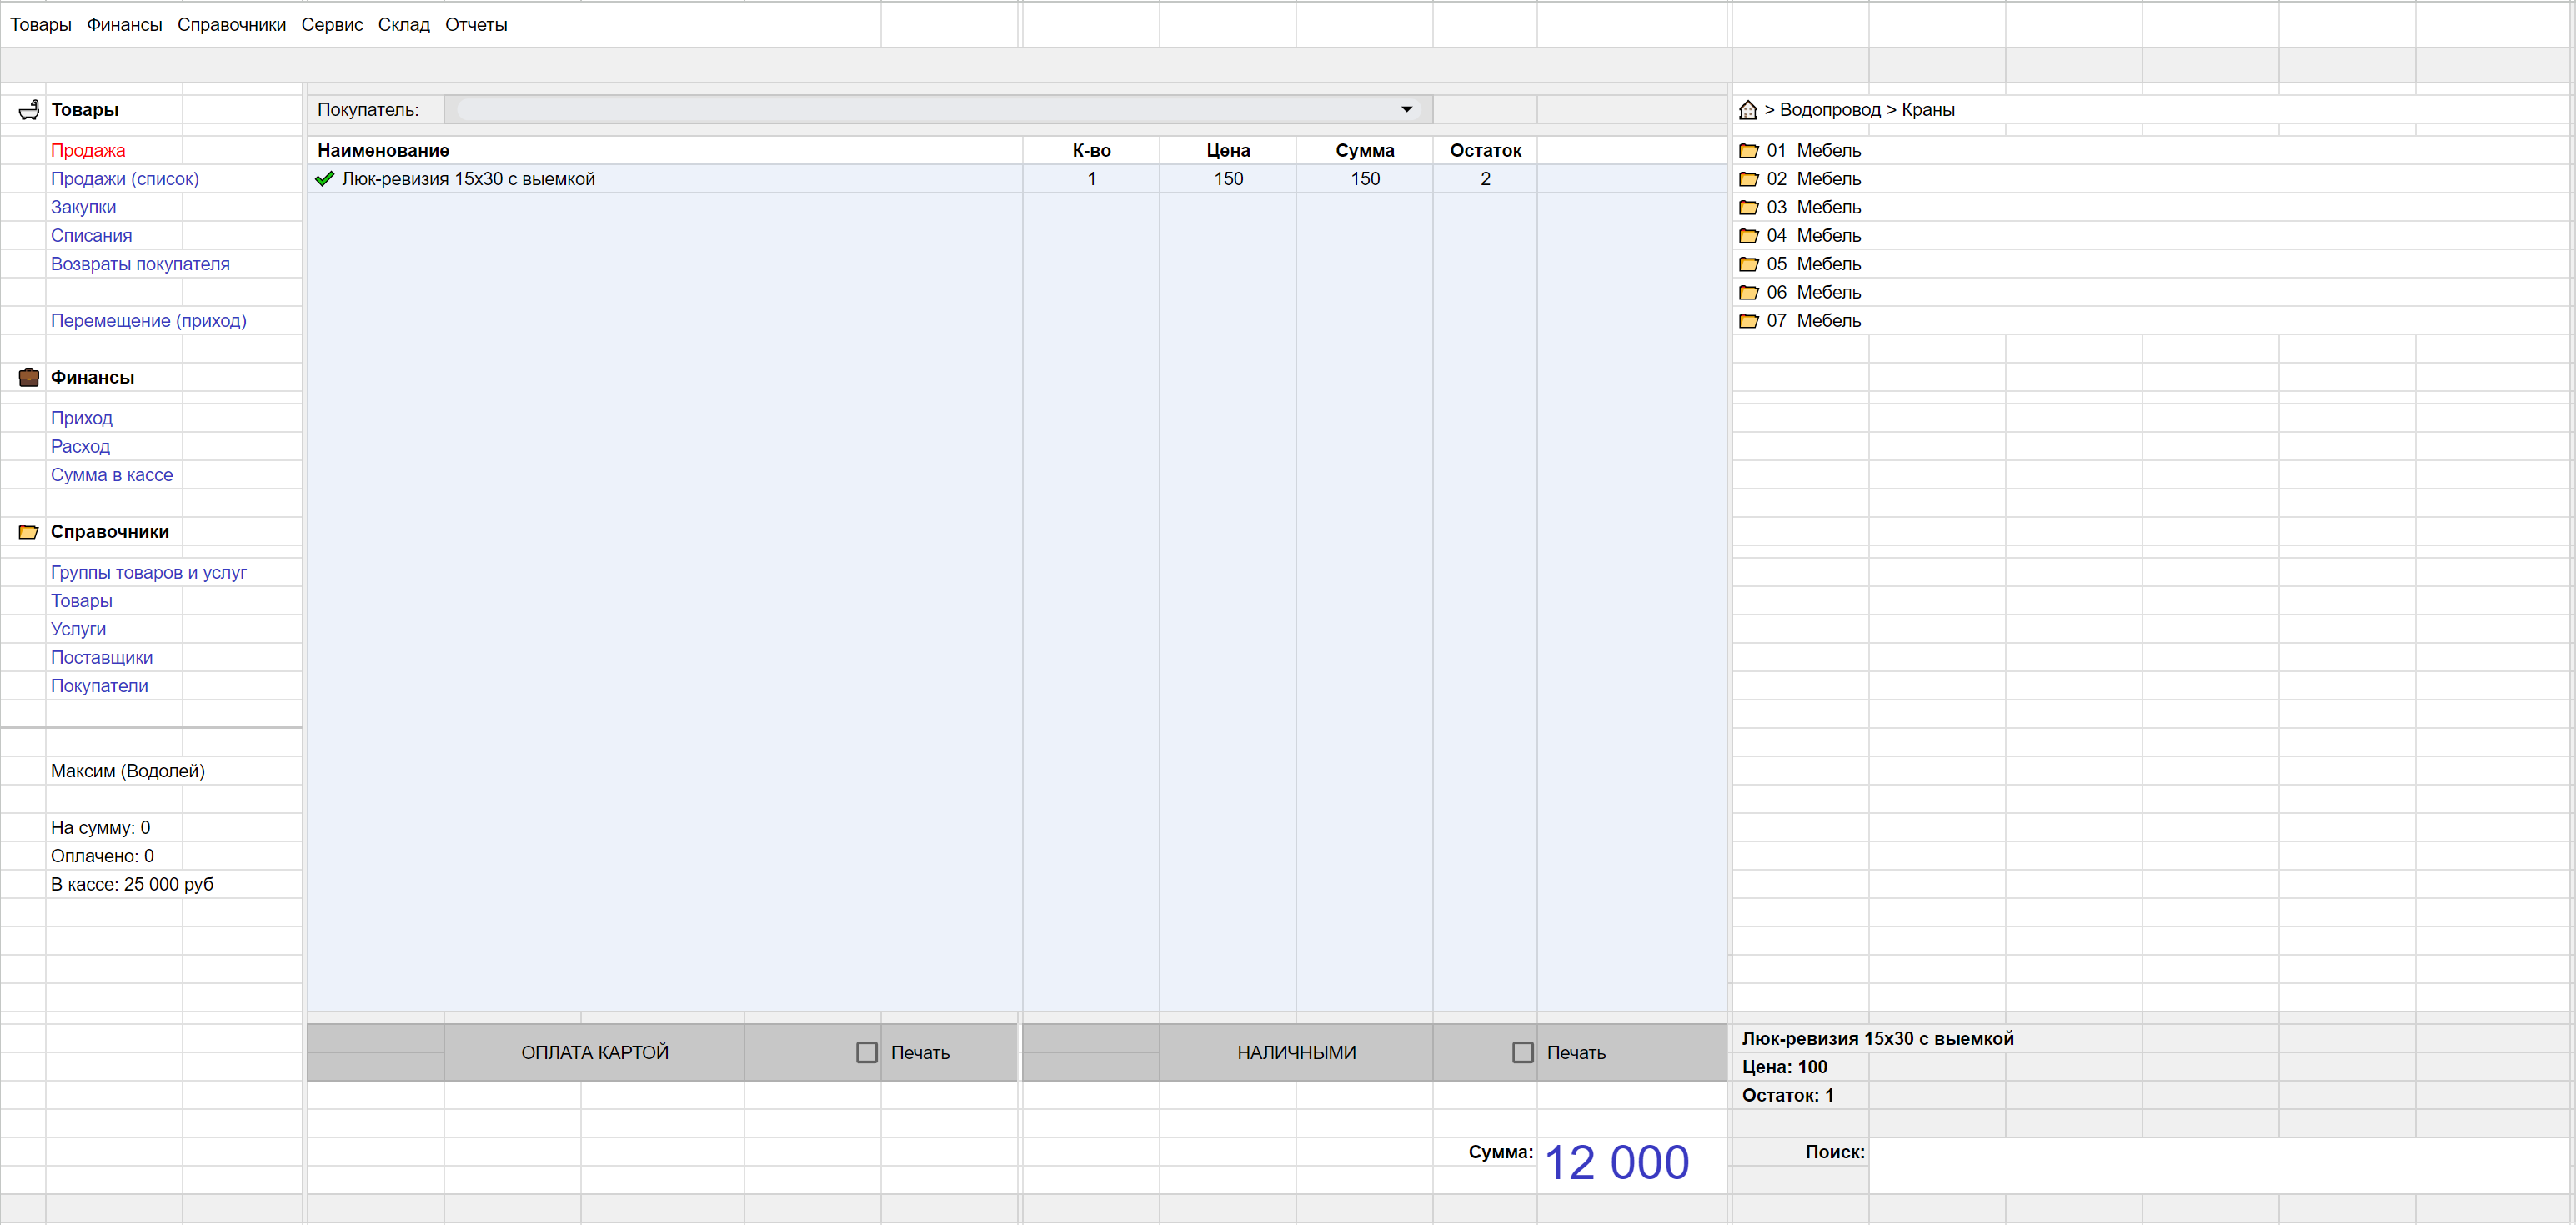 Товары Финансы Справочники Сервис Склад Отчеты
Товары
Продажа
Продажи (список)
Закупки
Списания
Возвраты покупателя
Перемещение (приход)
Финансы
Приход
Расход
Сумма в кассе
Справочники
Группы товаров и услуг
Товары
Услуги
Поставщики
Покупатели
Максим (Водолей)
На сумму: 0
Оплачено: 0
В кассе: 25 000 руб
Покупатель:
Наименование К-во Цена Сумма Остаток
Люк-ревизия 15x30 с выемкой 1 150 150 2
ОПЛАТА КАРТОЙ Печать НАЛИЧНЫМИ Печать
Сумма: 12 000
> Водопровод > Краны
01 Мебель
02 Мебель
03 Мебель
04 Мебель
05 Мебель
06 Мебель
07 Мебель
Люк-ревизия 15x30 с выемкой
Цена: 100
Остаток: 1
Поиск: